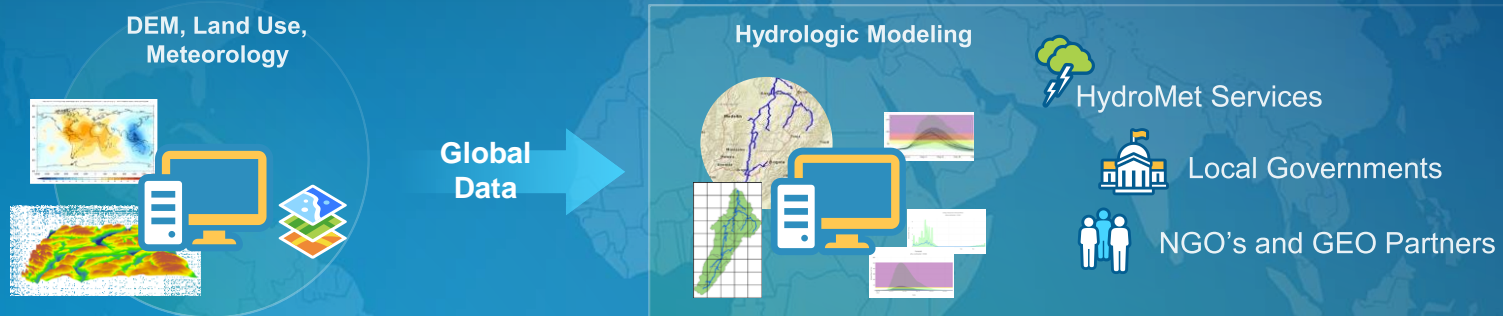 DEM, Land Use,
Meteorology
Global
Data
Hydrologic Modeling
HydroMet Services
Local Governments
NGO's and GEO Partners